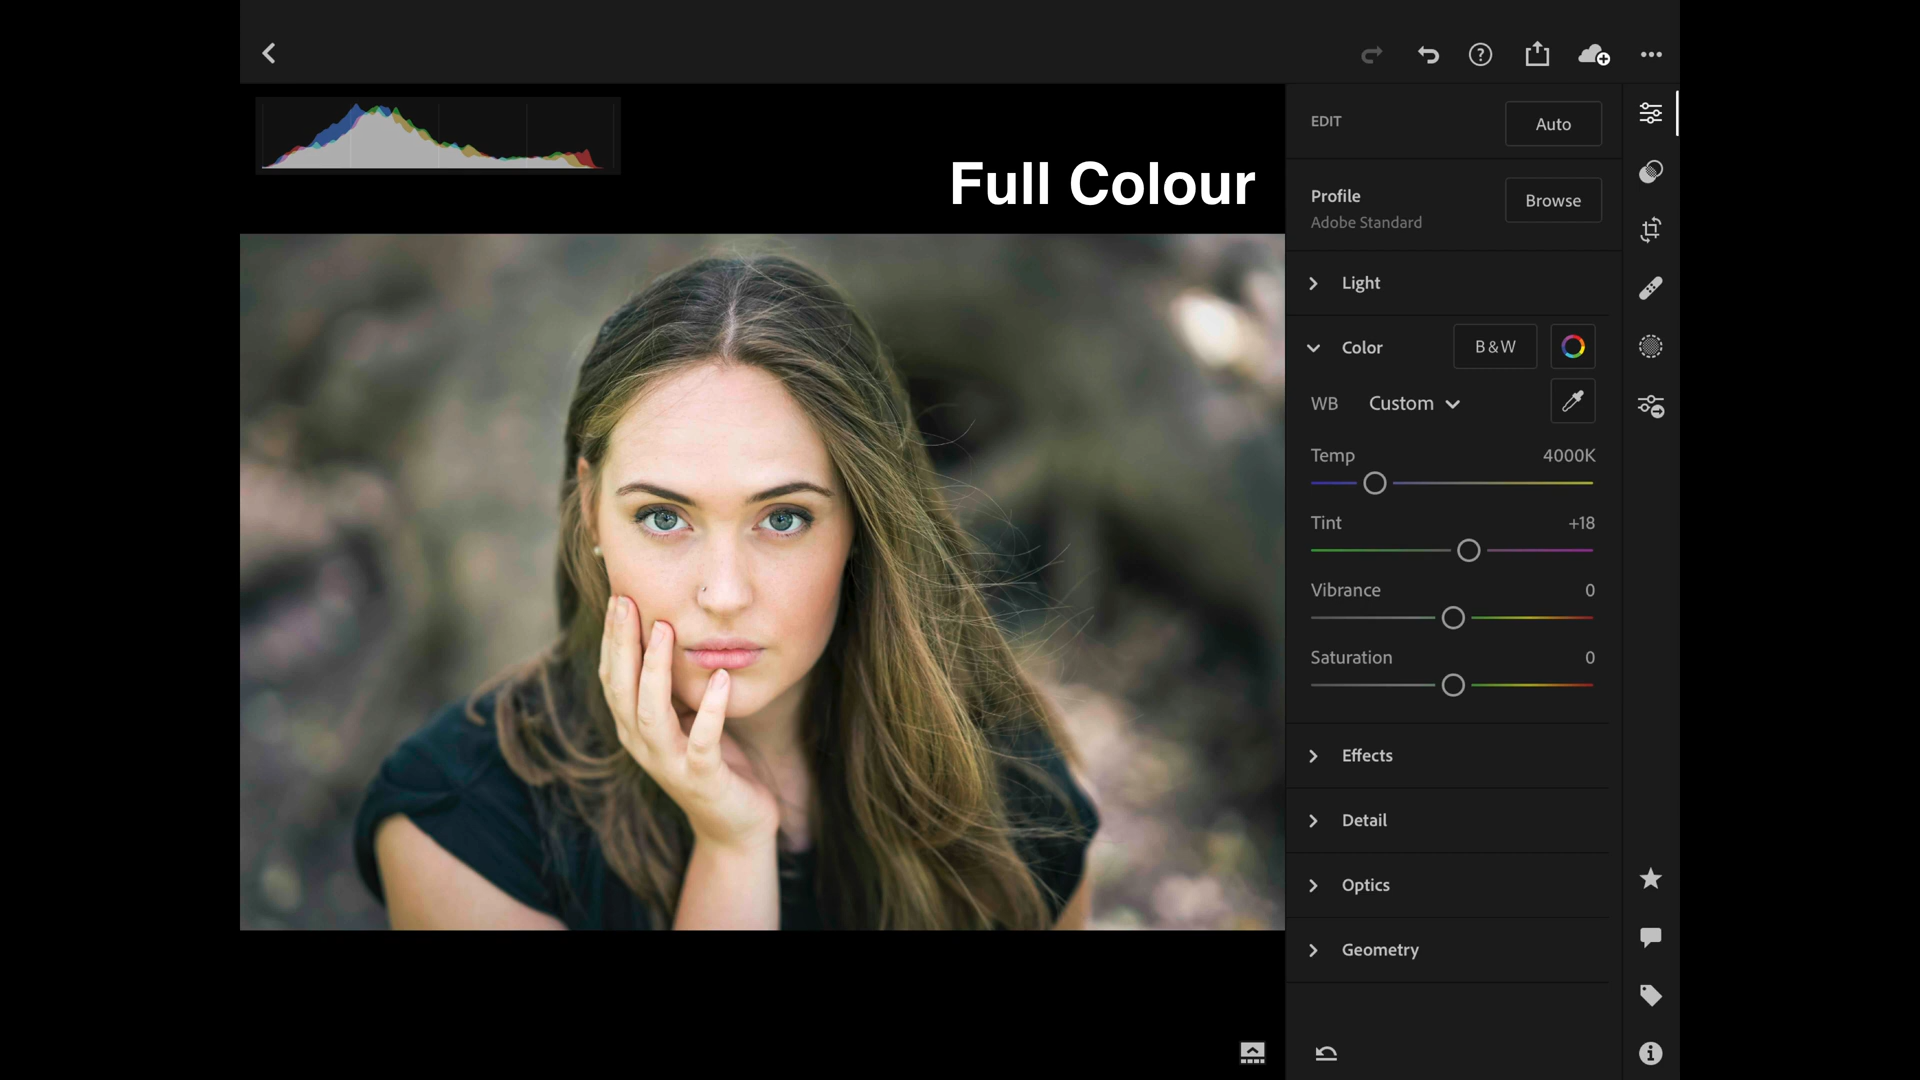 Full Colour
EDIT
Auto
Profile
Adobe Standard
Browse
Light
Color
B&W
WB
Custom
Temp
4000K
Tint
+18
Vibrance
0
Saturation
0
Effects
Detail
Optics
Geometry